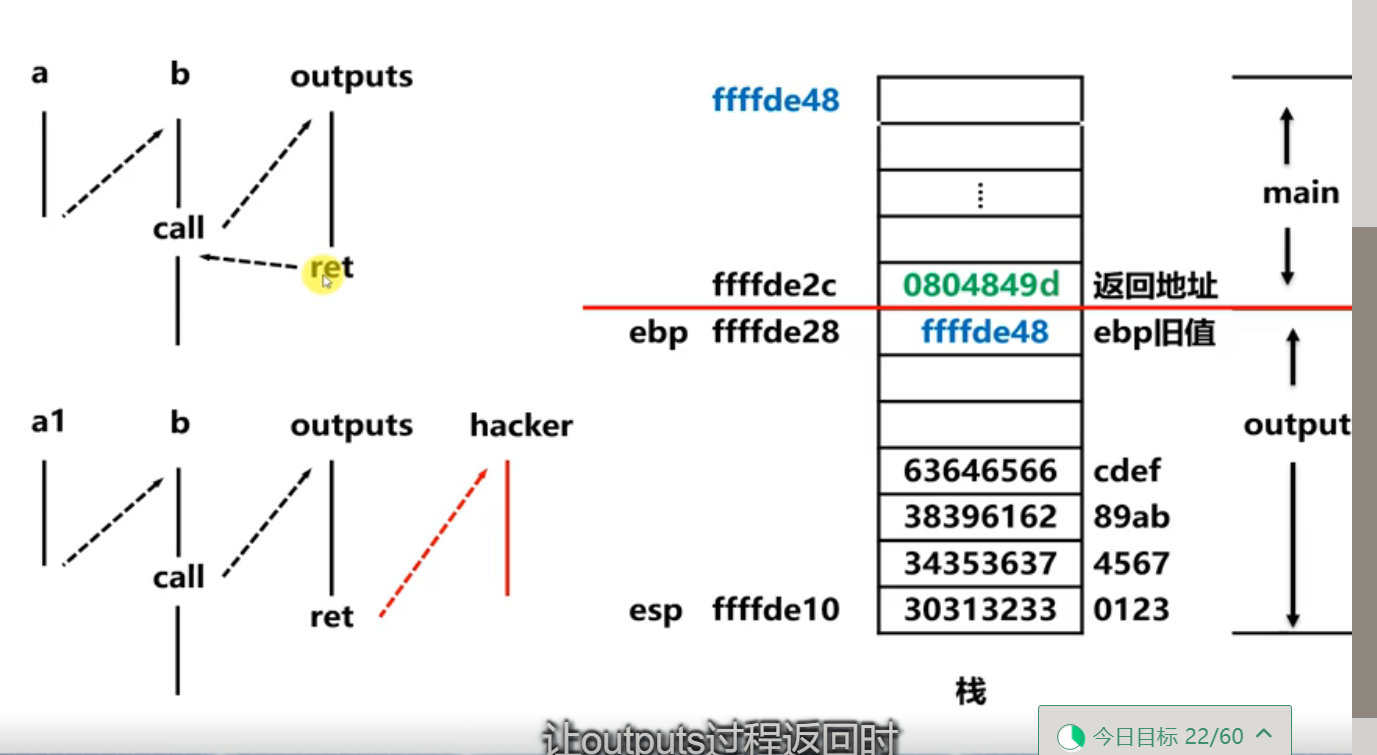 a b outputs
call
ret
a1 b outputs hacker
call
ret
ffffde48
main
ffffde2c 0804849d 返回地址
ebp ffffde28 ffffde48 ebp旧值
output
63646566 cdef
38396162 89ab
34353637 4567
esp ffffde10 30313233 0123
栈
让outputs过程返回时
今日目标 22/60